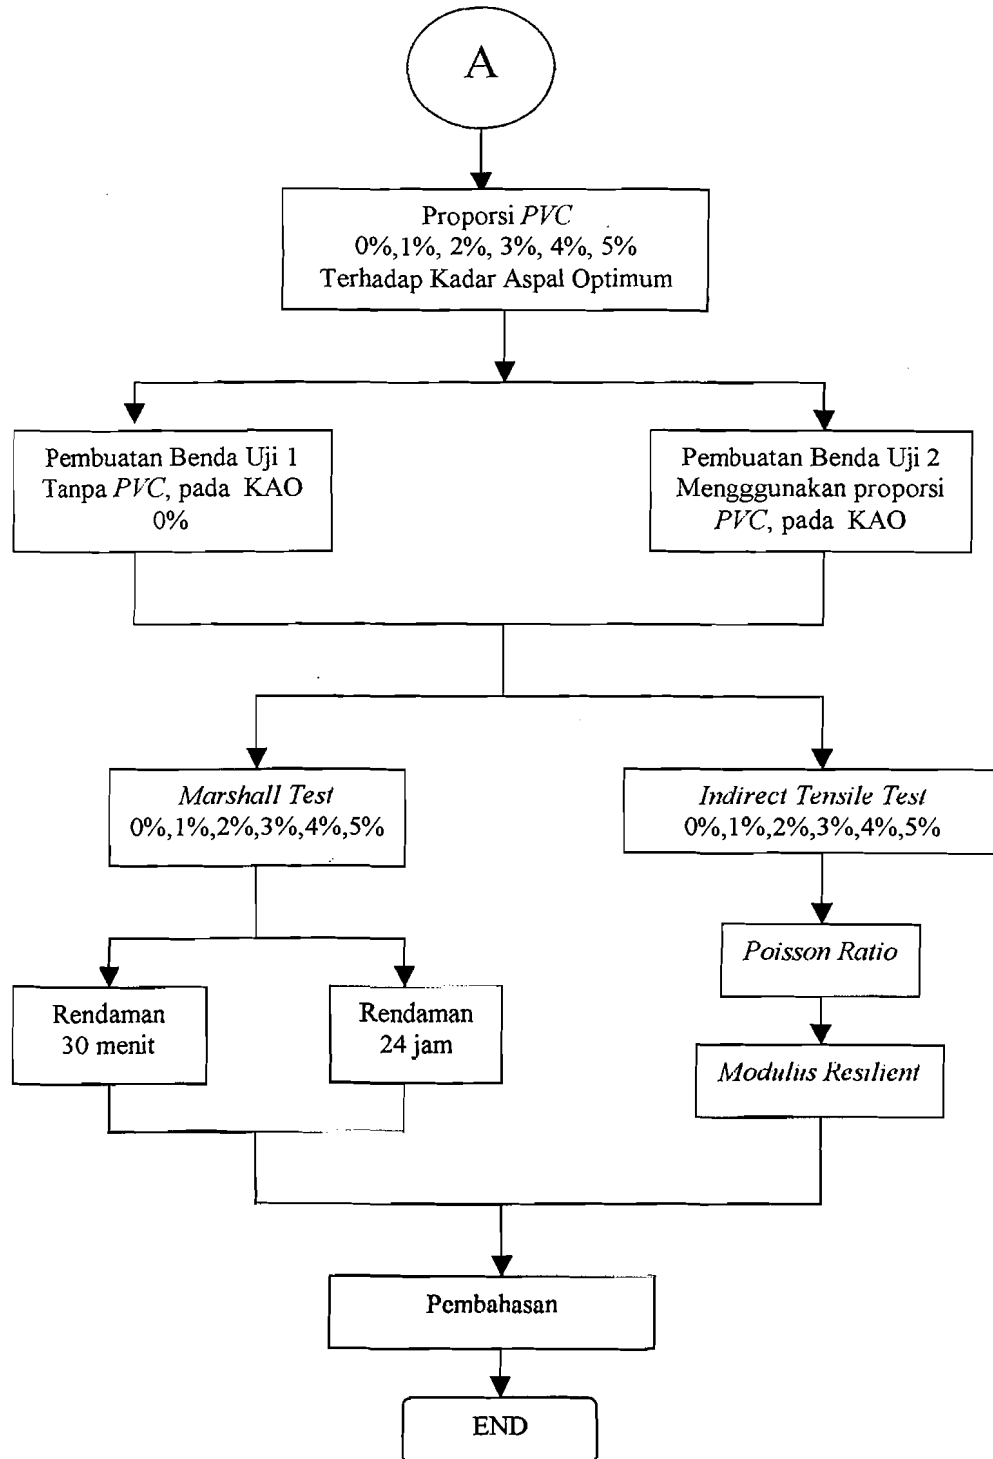 A
Proporsi PVC
0%,1%, 2%, 3%, 4%, 5%
Terhadap Kadar Aspal Optimum
Pembuatan Benda Uji 1
Tanpa PVC, pada KAO
0%
Pembuatan Benda Uji 2
Mengggunakan proporsi
PVC, pada KAO
Marshall Test
0%,1%,2%,3%,4%,5%
Indirect Tensile Test
0%,1%,2%,3%,4%,5%
Poisson Ratio
Rendaman
30 menit
Rendaman
24 jam
Modulus Resilient
Pembahasan
END